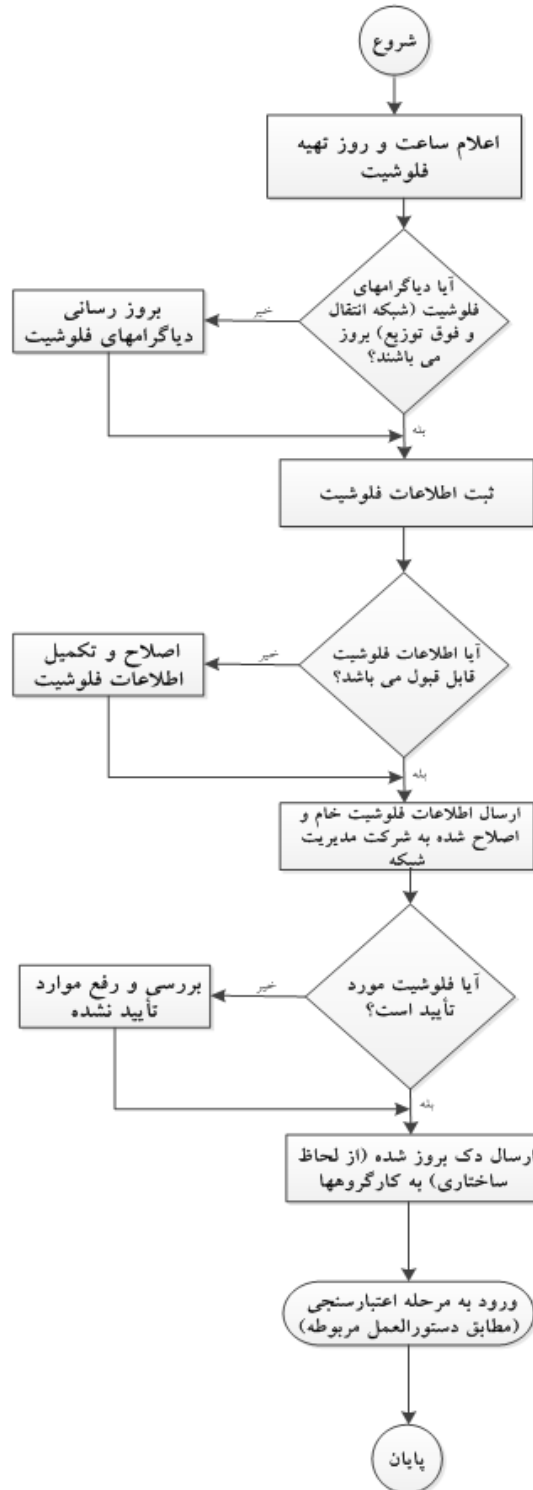 شروع
اعلام ساعت و روز تهیه
فلوشیت
آیا دیاگرامهای
فلوشیت (شبکه انتقال
و فوق توزیع) بروز
می باشند؟
خیر
بروز رسانی
دیاگرامهای فلوشیت
بله
ثبت اطلاعات فلوشیت
آیا اطلاعات فلوشیت
قابل قبول می باشد؟
خیر
اصلاح و تکمیل
اطلاعات فلوشیت
بله
ارسال اطلاعات فلوشیت خام و
اصلاح شده به شرکت مدیریت
شبکه
آیا فلوشیت مورد
تأیید است؟
خیر
بررسی و رفع موارد
تأیید نشده
بله
ارسال دک بروز شده (از لحاظ
ساختاری) به کارگروهها
ورود به مرحله اعتبارسنجی
(مطابق دستورالعمل مربوطه)
پایان